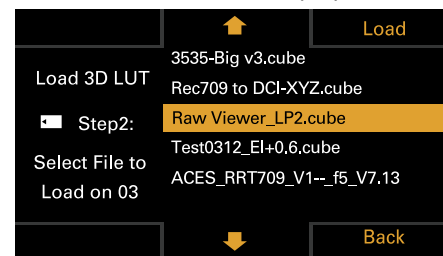 Load
Load 3D LUT
Step2:
Select File to
Load on 03
3535-Big v3.cube
Rec709 to DCI-XYZ.cube
Raw Viewer_LP2.cube
Test0312_EI+0.6.cube
ACES_RRT709_V1--_f5_V7.13
Back